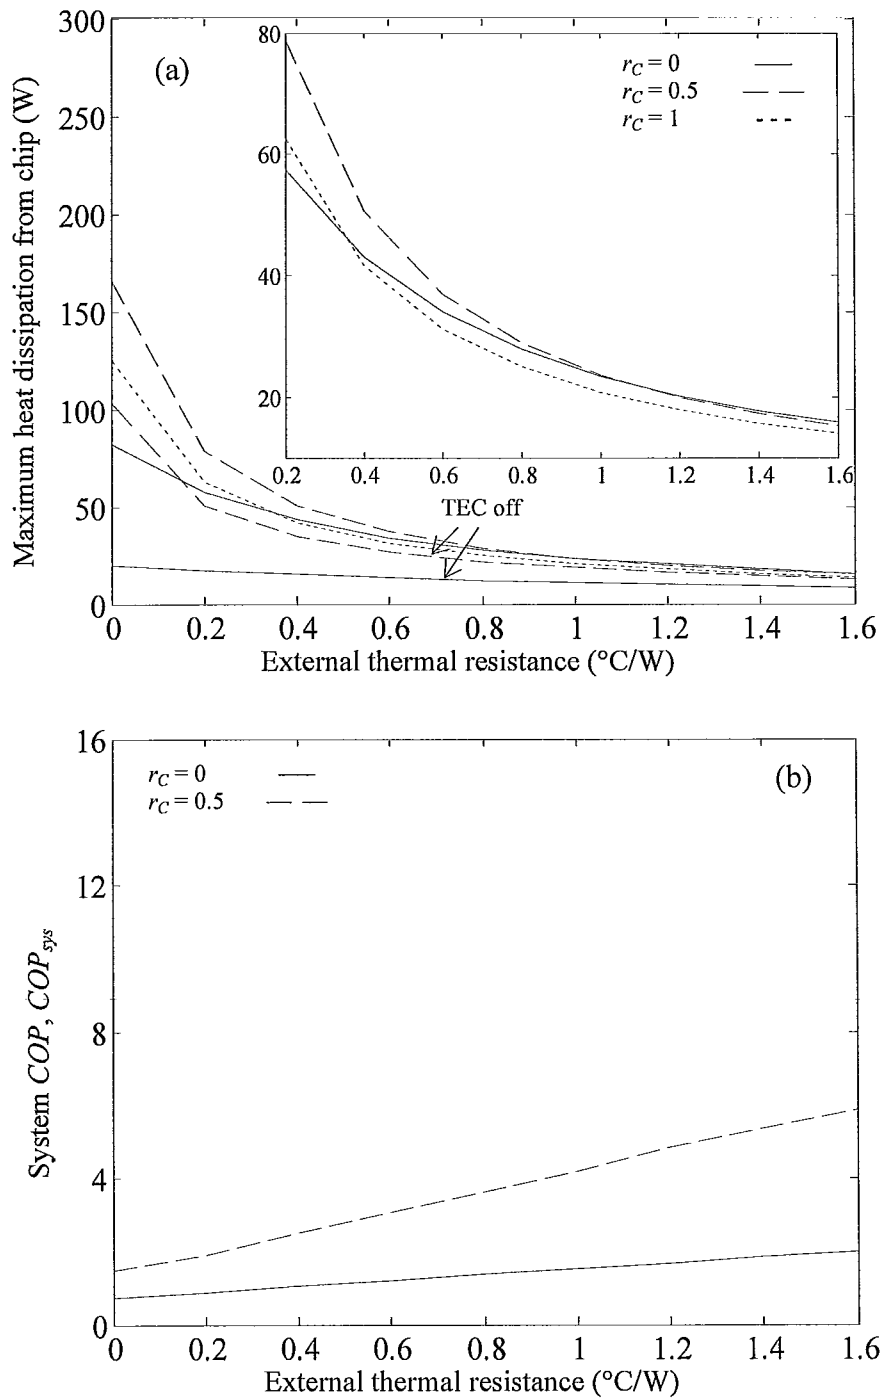 (a)
Maximum heat dissipation from chip (W)
300
250
200
150
100
50
0
80
60
40
20
r_C = 0
r_C = 0.5
r_C = 1
0.2 0.4 0.6 0.8 1 1.2 1.4 1.6
TEC off
0 0.2 0.4 0.6 0.8 1 1.2 1.4 1.6
External thermal resistance (°C/W)
(b)
System COP, COP_sys
16
12
8
4
0
r_C = 0
r_C = 0.5
0 0.2 0.4 0.6 0.8 1 1.2 1.4 1.6
External thermal resistance (°C/W)